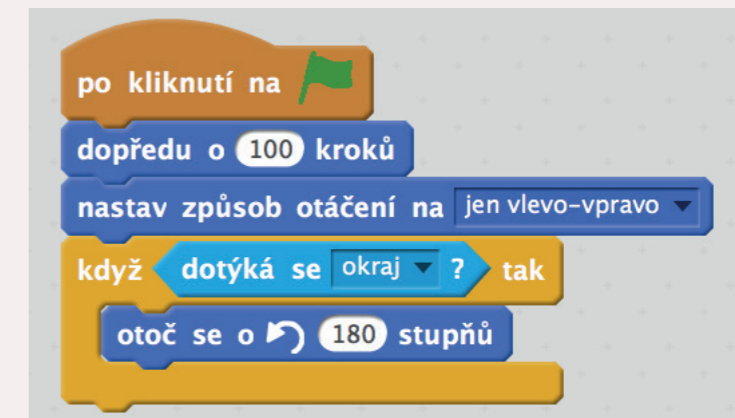 po kliknutí na
dopředu o 100 kroků
nastav způsob otáčení na jen vlevo-vpravo
když dotýká se okraj ? tak
otoč se o 180 stupňů